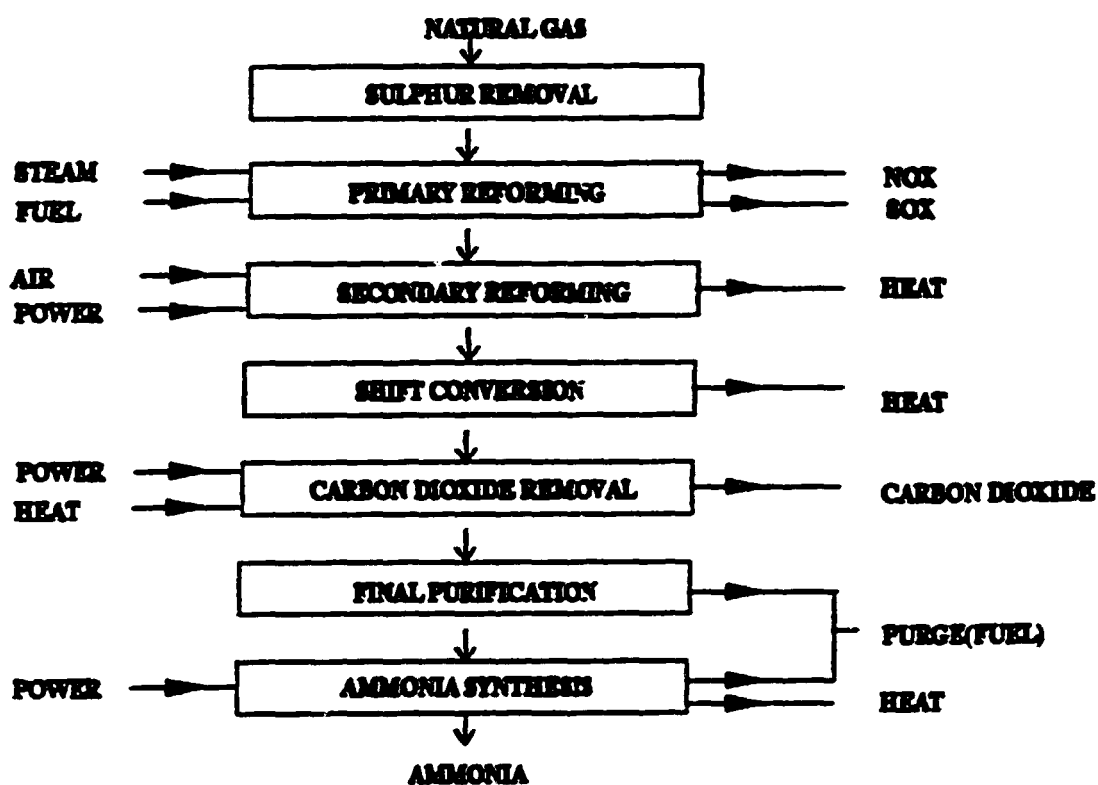 NATURAL GAS
SULPHUR REMOVAL
STEAM
FUEL
PRIMARY REFORMING
NOX
SOX
AIR
POWER
SECONDARY REFORMING
HEAT
SHIFT CONVERSION
HEAT
POWER
HEAT
CARBON DIOXIDE REMOVAL
CARBON DIOXIDE
FINAL PURIFICATION
PURGE(FUEL)
POWER
AMMONIA SYNTHESIS
HEAT
AMMONIA